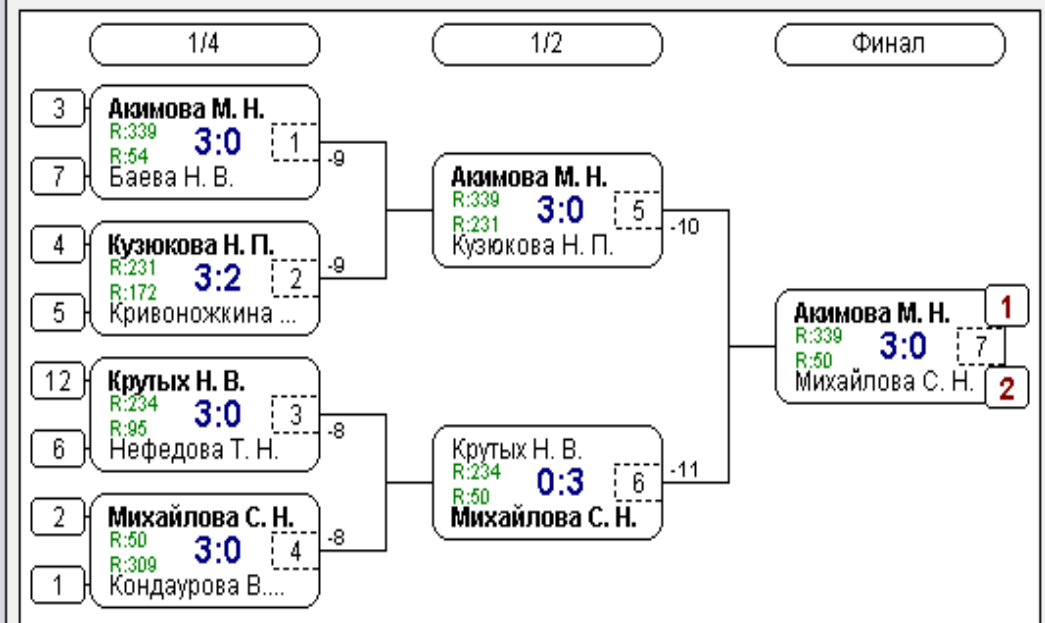 1/4
1/2
Финал
3
Акимова М. Н.
R:339
3:0
1
R:54
7
Баева Н. В.
-9
4
Кузюкова Н. П.
R:231
3:2
2
R:172
5
Кривоножкина ...
-9
12
Крутых Н. В.
R:234
3:0
3
R:95
6
Нефедова Т. Н.
-8
2
Михайлова С. Н.
R:50
3:0
4
R:309
1
Кондаурова В....
-8
Акимова М. Н.
R:339
3:0
5
R:231
Кузюкова Н. П.
-10
Крутых Н. В.
R:234
0:3
6
R:50
Михайлова С. Н.
-11
Акимова М. Н.
1
R:339
3:0
7
R:50
Михайлова С. Н.
2